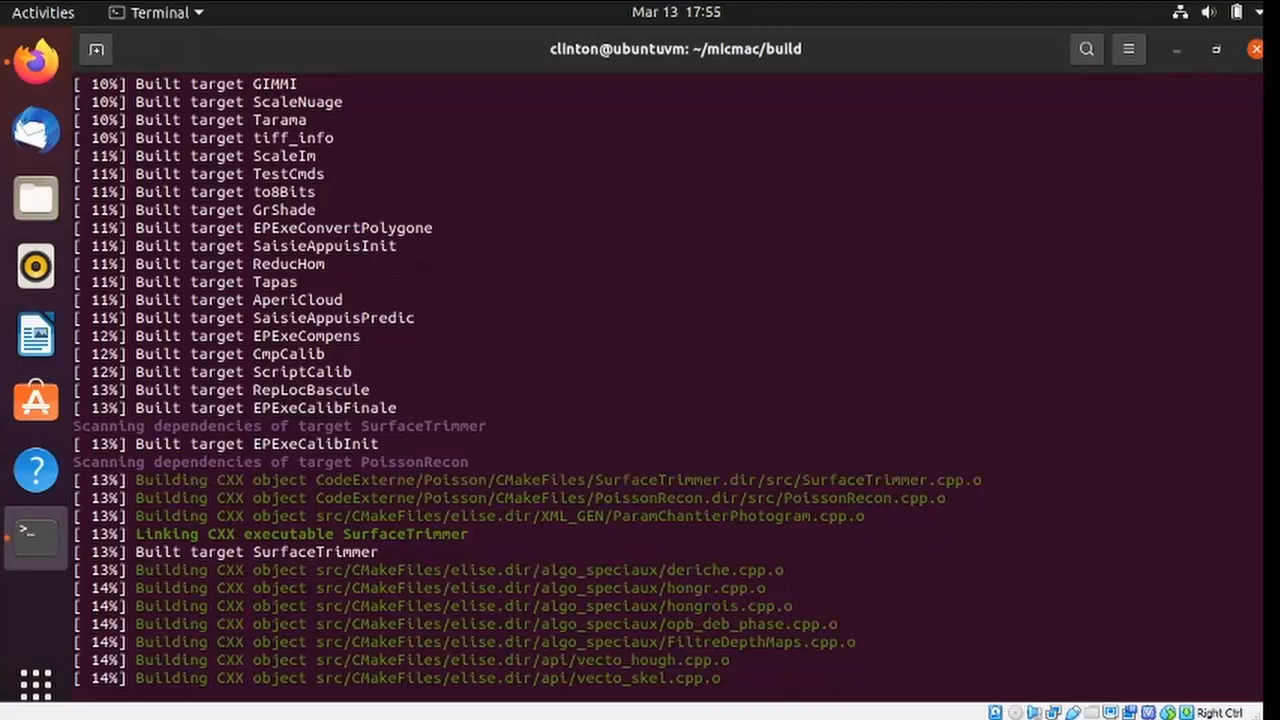 Activities Terminal Mar 13 17:55
clinton@ubuntuvm: ~/micmac/build
[ 10%] Built target GIMMI
[ 10%] Built target ScaleNuage
[ 10%] Built target Tarama
[ 10%] Built target tiff_info
[ 11%] Built target ScaleIm
[ 11%] Built target TestCmds
[ 11%] Built target to8Bits
[ 11%] Built target GrShade
[ 11%] Built target EPExeConvertPolygone
[ 11%] Built target SaisieAppuisInit
[ 11%] Built target ReducHom
[ 11%] Built target Tapas
[ 11%] Built target AperiCloud
[ 11%] Built target SaisieAppuisPredic
[ 12%] Built target EPExeCompens
[ 12%] Built target CmpCalib
[ 12%] Built target ScriptCalib
[ 13%] Built target RepLocBascule
[ 13%] Built target EPExeCalibFinale
Scanning dependencies of target SurfaceTrimmer
[ 13%] Built target EPExeCalibInit
Scanning dependencies of target PoissonRecon
[ 13%] Building CXX object CodeExterne/Poisson/CMakeFiles/SurfaceTrimmer.dir/src/SurfaceTrimmer.cpp.o
[ 13%] Building CXX object CodeExterne/Poisson/CMakeFiles/PoissonRecon.dir/src/PoissonRecon.cpp.o
[ 13%] Building CXX object src/CMakeFiles/elise.dir/XML_GEN/ParamChantierPhotogram.cpp.o
[ 13%] Linking CXX executable SurfaceTrimmer
[ 13%] Built target SurfaceTrimmer
[ 13%] Building CXX object src/CMakeFiles/elise.dir/algo_speciaux/deriche.cpp.o
[ 14%] Building CXX object src/CMakeFiles/elise.dir/algo_speciaux/hongr.cpp.o
[ 14%] Building CXX object src/CMakeFiles/elise.dir/algo_speciaux/hongrois.cpp.o
[ 14%] Building CXX object src/CMakeFiles/elise.dir/algo_speciaux/opb_deb_phase.cpp.o
[ 14%] Building CXX object src/CMakeFiles/elise.dir/algo_speciaux/FiltreDepthMaps.cpp.o
[ 14%] Building CXX object src/CMakeFiles/elise.dir/api/vecto_hough.cpp.o
[ 14%] Building CXX object src/CMakeFiles/elise.dir/api/vecto_skel.cpp.o
Right Ctrl